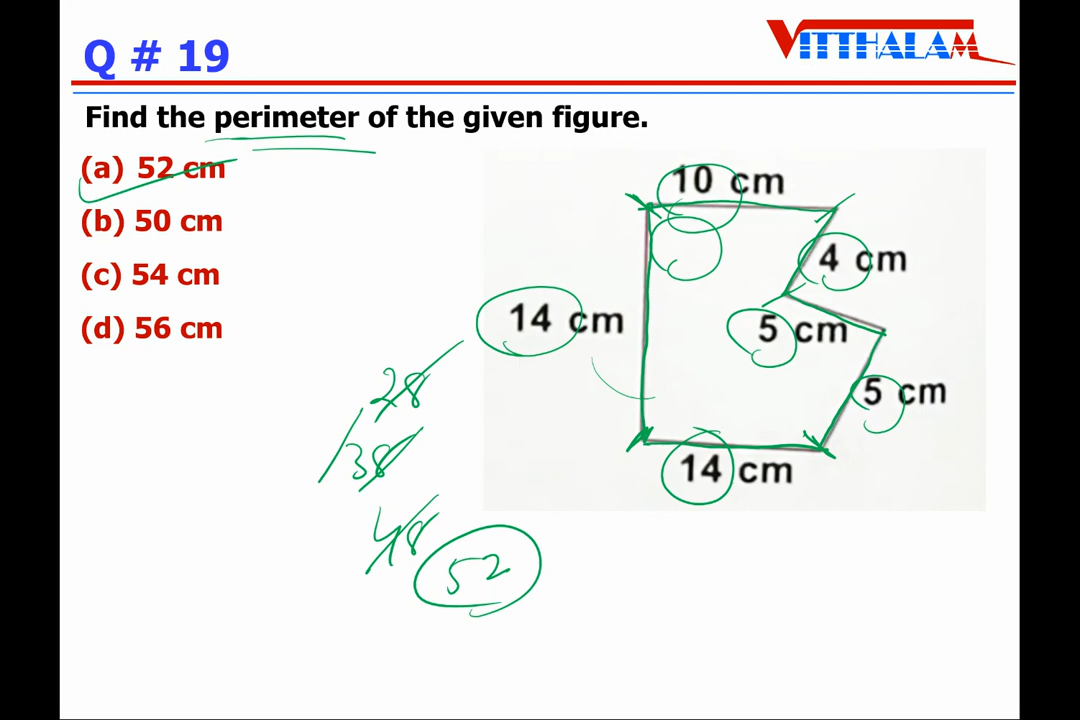 Q # 19
VITTHALAM
Find the perimeter of the given figure.
(a) 52 cm
(b) 50 cm
(c) 54 cm
(d) 56 cm
10 cm
4 cm
14 cm
5 cm
5 cm
14 cm
28
38
48
52